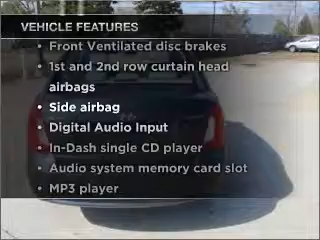 VEHICLE FEATURES
• Front Ventilated disc brakes
• 1st and 2nd row curtain head
airbags
• Side airbag
• Digital Audio Input
• In-Dash single CD player
• Audio system memory card slot
• MP3 player